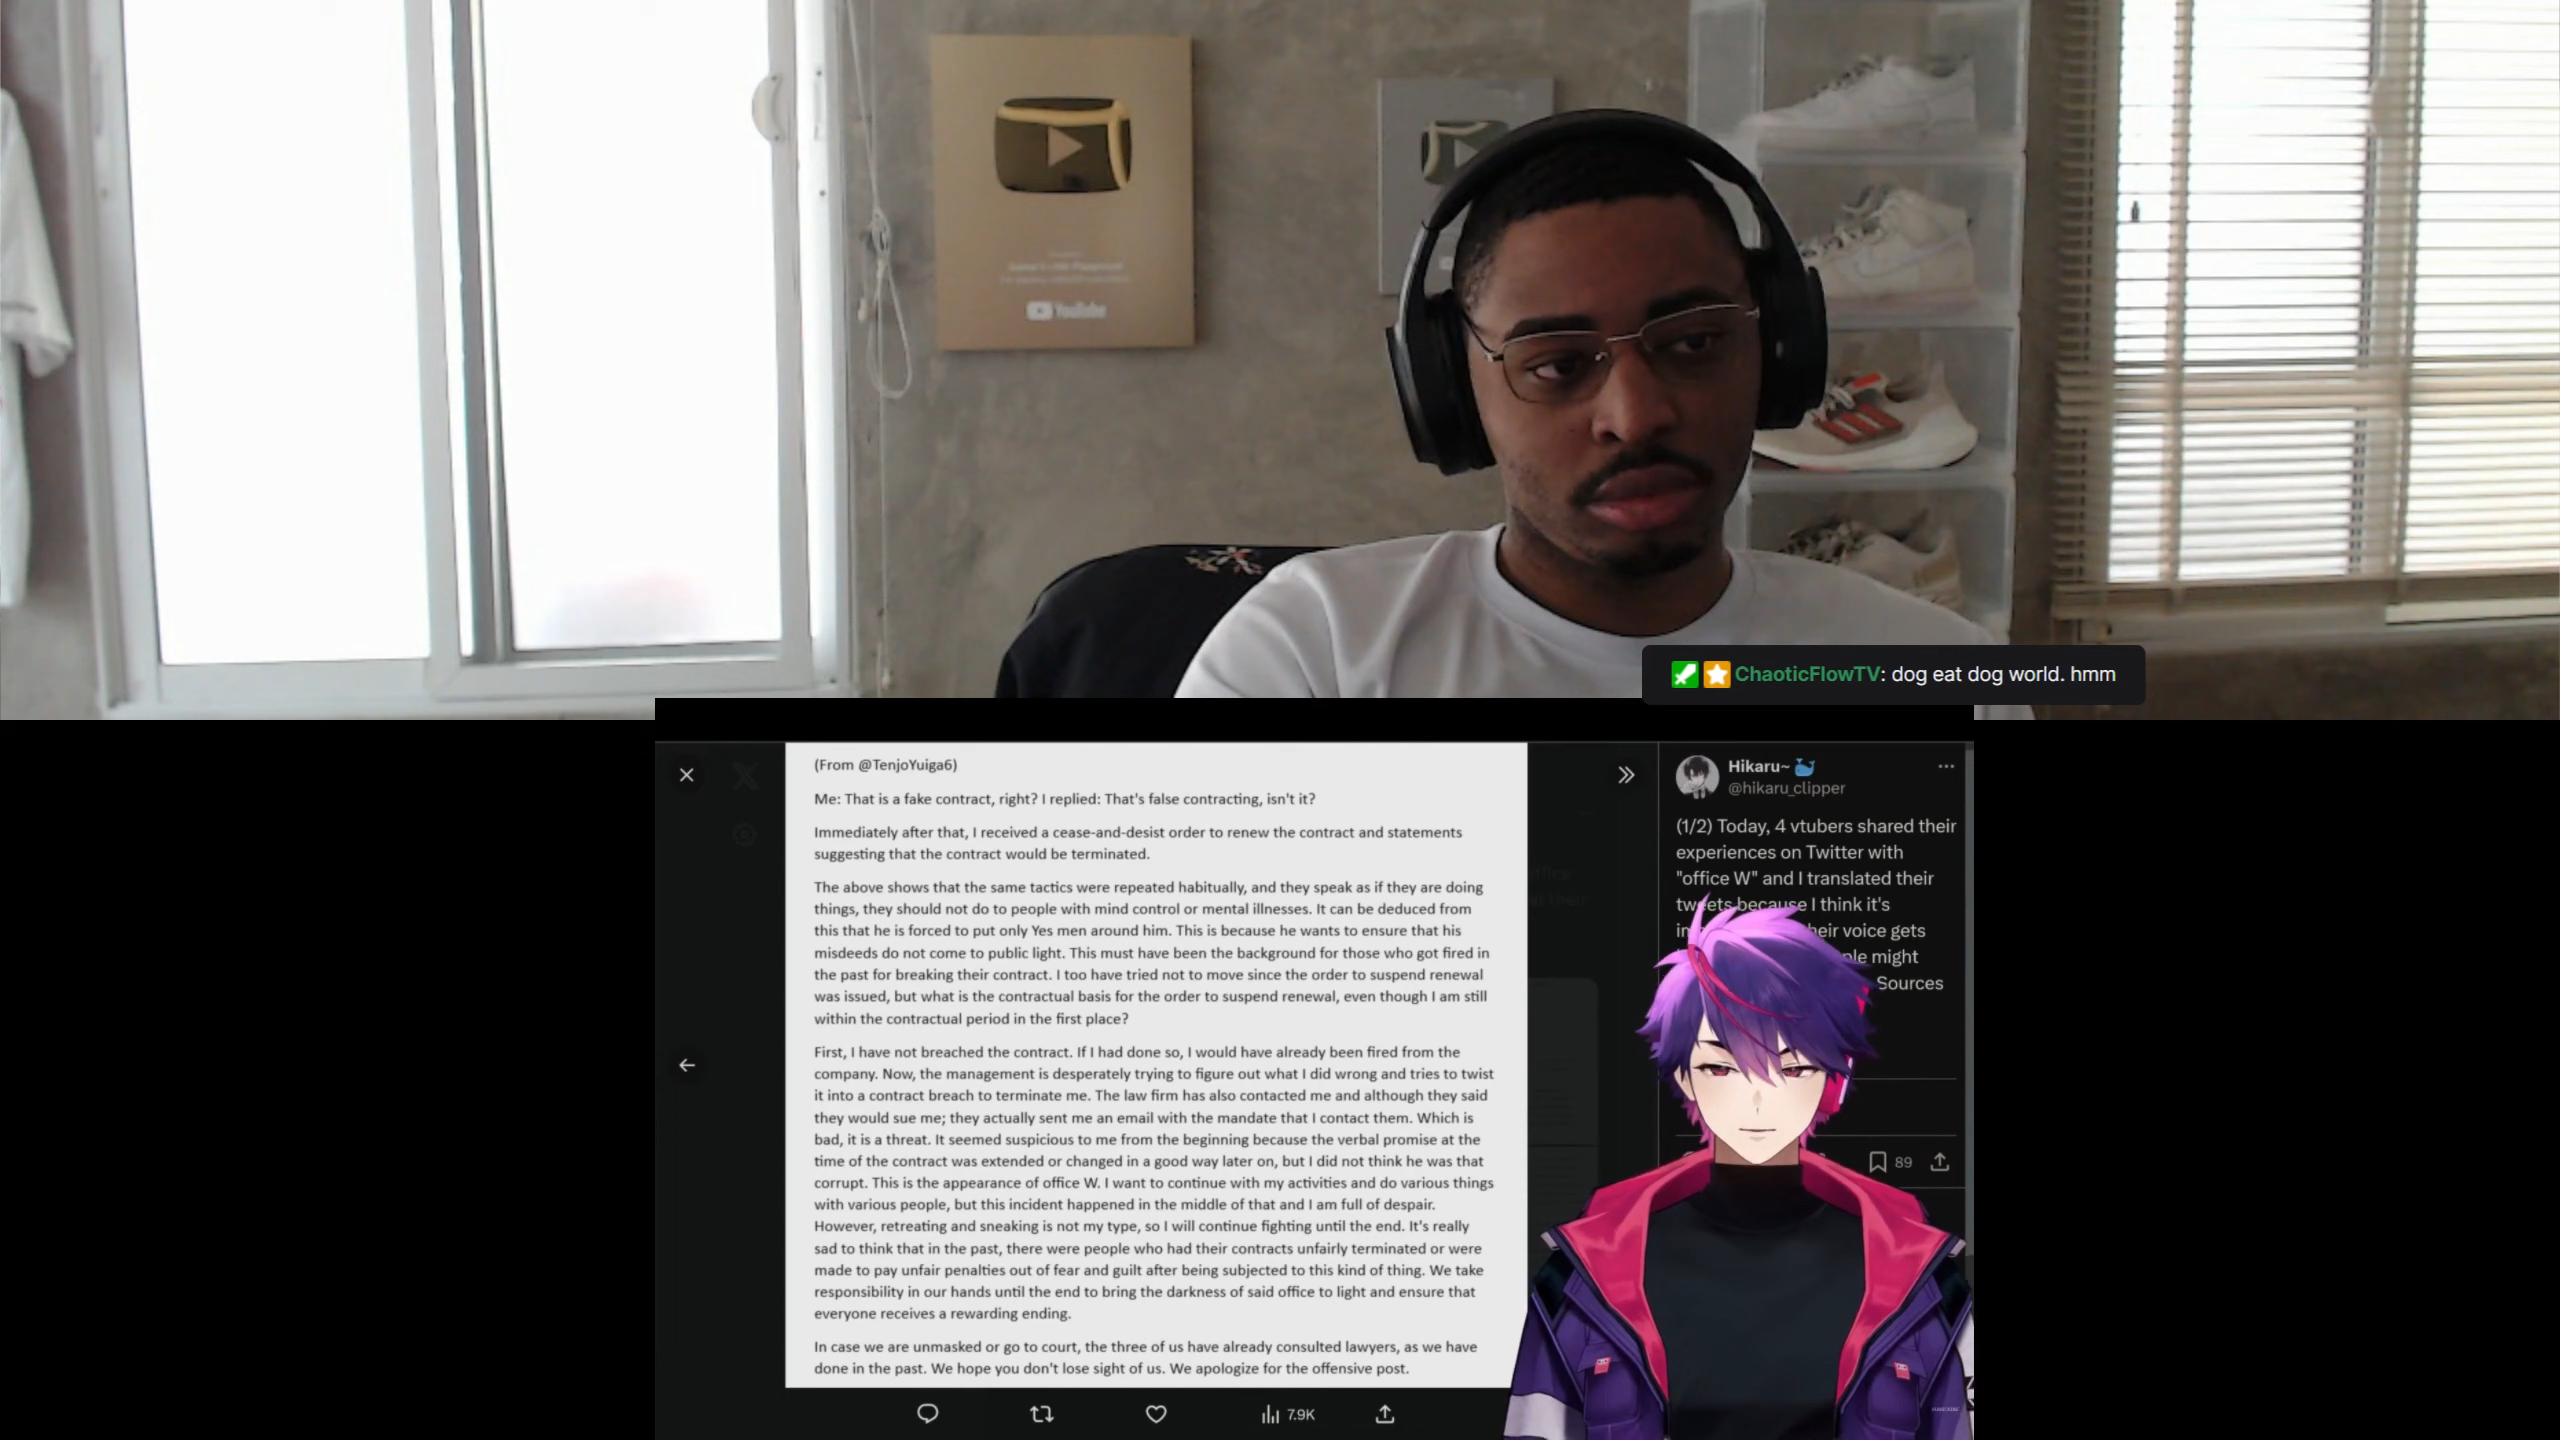 YouTube
ChaoticFlowTV: dog eat dog world. hmm
(From @TenjoYuiga6)
Me: That is a fake contract, right? I replied: That's false contracting, isn't it?
Immediately after that, I received a cease-and-desist order to renew the contract and statements
suggesting that the contract would be terminated.
The above shows that the same tactics were repeated habitually, and they speak as if they are doing
things, they should not do to people with mind control or mental illnesses. It can be deduced from
this that he is forced to put only Yes men around him. This is because he wants to ensure that his
misdeeds do not come to public light. This must have been the background for those who got fired in
the past for breaking their contract. I too have tried not to move since the order to suspend renewal
was issued, but what is the contractual basis for the order to suspend renewal, even though I am still
within the contractual period in the first place?
First, I have not breached the contract. If I had done so, I would have already been fired from the
company. Now, the management is desperately trying to figure out what I did wrong and tries to twist
it into a contract breach to terminate me. The law firm has also contacted me and although they said
they would sue me; they actually sent me an email with the mandate that I contact them. Which is
bad, it is a threat. It seemed suspicious to me from the beginning because the verbal promise at the
time of the contract was extended or changed in a good way later on, but I did not think he was that
corrupt. This is the appearance of office W. I want to continue with my activities and do various things
with various people, but this incident happened in the middle of that and I am full of despair.
However, retreating and sneaking is not my type, so I will continue fighting until the end. It's really
sad to think that in the past, there were people who had their contracts unfairly terminated or were
made to pay unfair penalties out of fear and guilt after being subjected to this kind of thing. We take
responsibility in our hands until the end to bring the darkness of said office to light and ensure that
everyone receives a rewarding ending.
In case we are unmasked or go to court, the three of us have already consulted lawyers, as we have
done in the past. We hope you don't lose sight of us. We apologize for the offensive post.
7.9K
Hikaru~
@hikaru_clipper
(1/2) Today, 4 vtubers shared their
experiences on Twitter with
"office W" and I translated their
tweets because I think it's
their voice gets
might
Sources
89